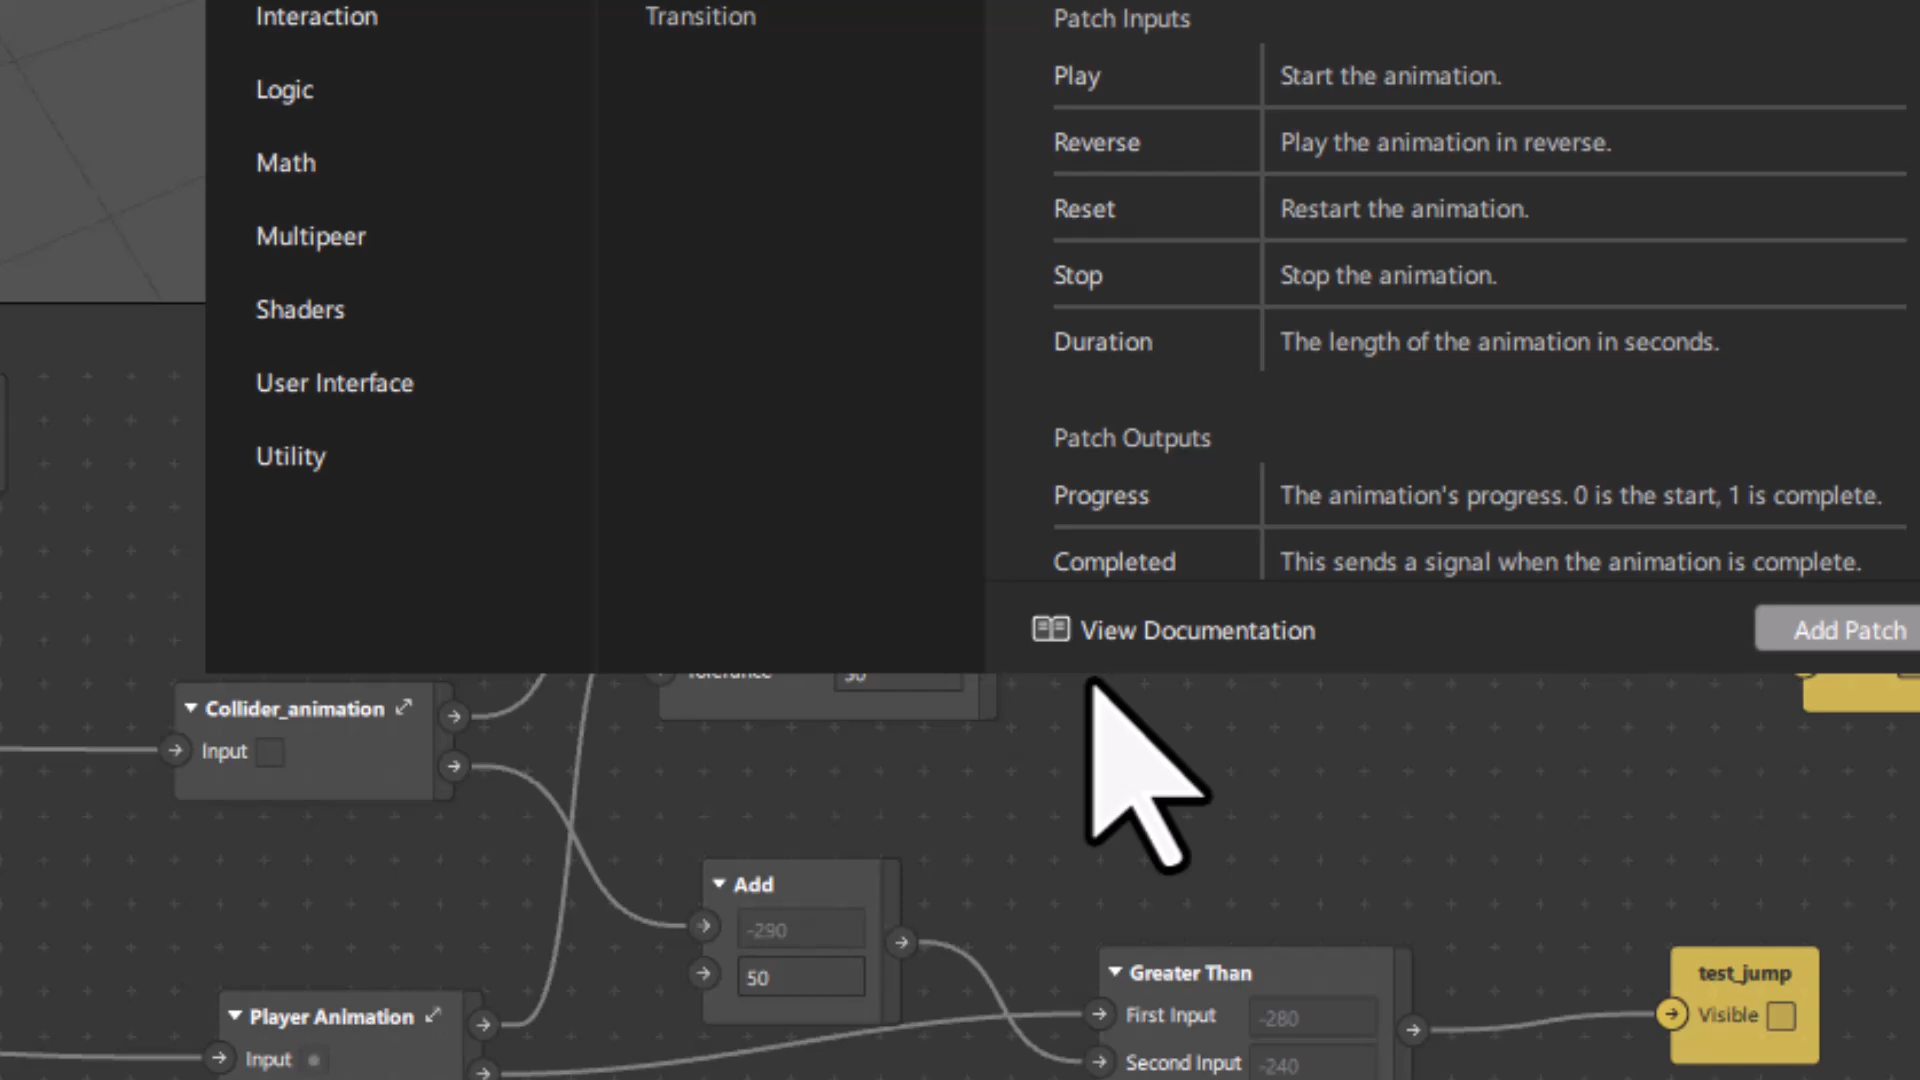 Interaction
Logic
Math
Multipeer
Shaders
User Interface
Utility
Transition
Patch Inputs
Play Start the animation.
Reverse Play the animation in reverse.
Reset Restart the animation.
Stop Stop the animation.
Duration The length of the animation in seconds.
Patch Outputs
Progress The animation's progress. 0 is the start, 1 is complete.
Completed This sends a signal when the animation is complete.
View Documentation
Add Patch
Tolerance 50
Collider_animation
Input
Add
-290
50
Player Animation
Input
Greater Than
First Input -280
Second Input -240
test_jump
Visible